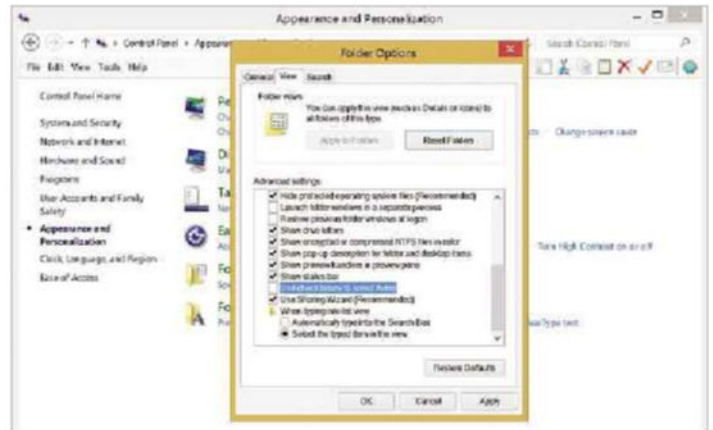 Appearance and Personalization
Control Panel
Search Control Panel
File Edit View Tools Help
Control Panel Home
System and Security
Network and Internet
Hardware and Sound
Programs
User Accounts and Family
Safety
Appearance and
Personalization
Clock, Language, and Region
Ease of Access
Change screen saver
Turn High Contrast on or off
Folder Options
General View Search
Folder views
You can apply this view (such as Details or Icons) to
all folders of this type.
Apply to Folders Reset Folders
Advanced settings:
Hide protected operating system files (Recommended)
Launch folder windows in a separate process
Restore previous folder windows at logon
Show drive letters
Show encrypted or compressed NTFS files in color
Show pop-up description for folder and desktop items
Show preview handlers in preview pane
Show status bar
Use check boxes to select items
Use Sharing Wizard (Recommended)
When typing into list view
Automatically type into the Search Box
Select the typed item in the view
Restore Defaults
OK Cancel Apply